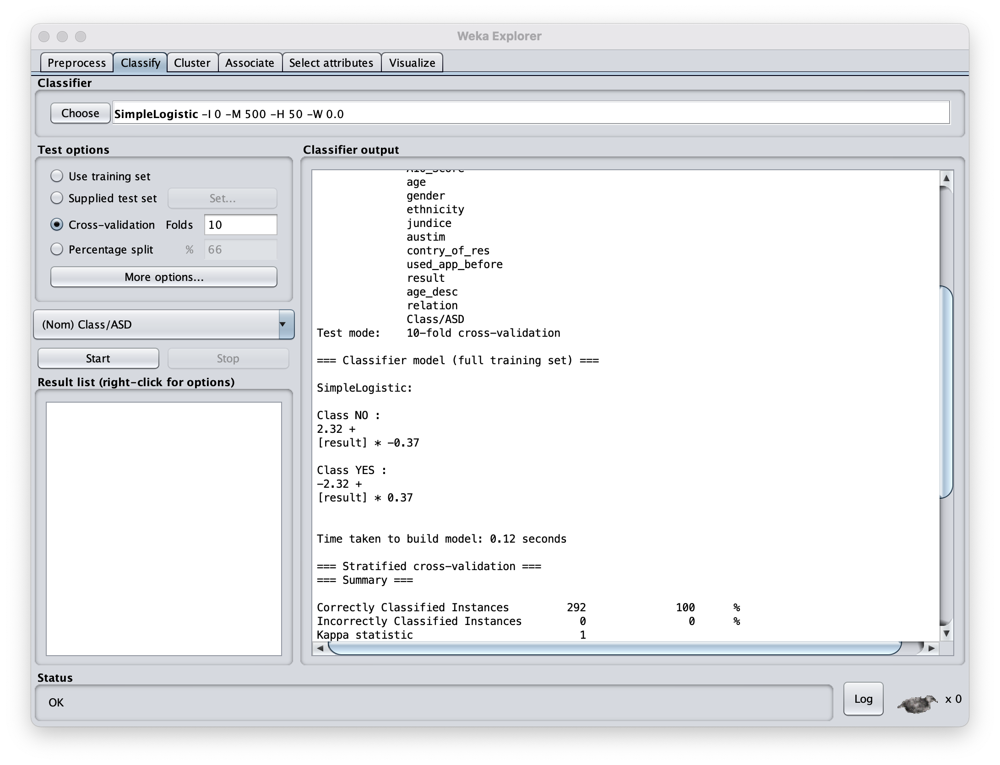 Weka Explorer
Preprocess Classify Cluster Associate Select attributes Visualize
Classifier
Choose SimpleLogistic -I 0 -M 500 -H 50 -W 0.0
Test options
Use training set
Supplied test set Set...
Cross-validation Folds 10
Percentage split % 66
More options...
(Nom) Class/ASD
Start Stop
Result list (right-click for options)
Classifier output
A10_Score
age
gender
ethnicity
jundice
austim
contry_of_res
used_app_before
result
age_desc
relation
Class/ASD
Test mode: 10-fold cross-validation
=== Classifier model (full training set) ===
SimpleLogistic:
Class NO :
2.32 +
[result] * -0.37
Class YES :
-2.32 +
[result] * 0.37
Time taken to build model: 0.12 seconds
=== Stratified cross-validation ===
=== Summary ===
Correctly Classified Instances 292 100 %
Incorrectly Classified Instances 0 0 %
Kappa statistic 1
Status
OK
Log
x 0